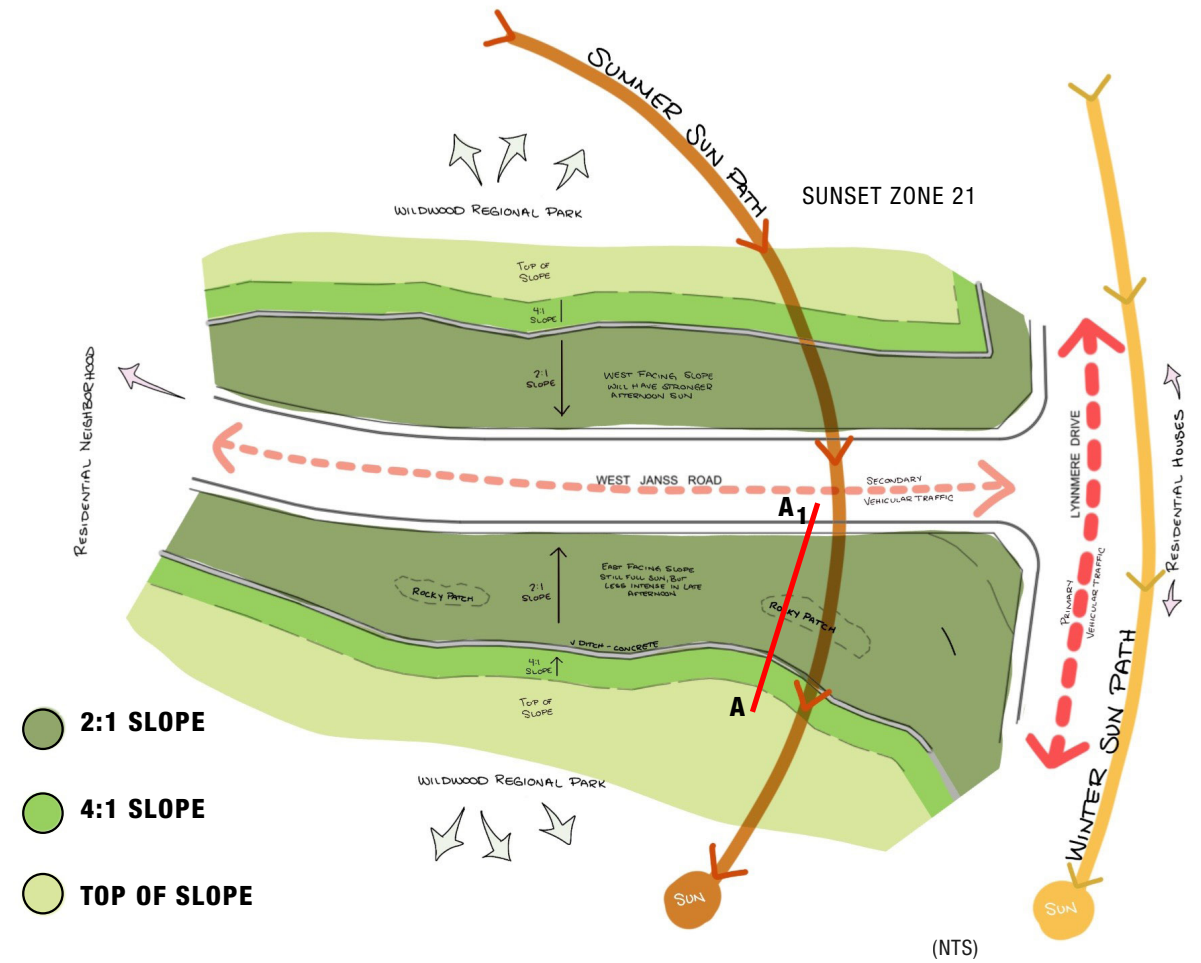 SUMMER SUN PATH
SUNSET ZONE 21
WILDWOOD REGIONAL PARK
TOP OF
SLOPE
4:1
SLOPE
2:1
SLOPE
WEST FACING SLOPE
WILL HAVE STRONGER
AFTERNOON SUN
RESIDENTIAL NEIGHBORHOOD
WEST JANSS ROAD
SECONDARY
VEHICULAR TRAFFIC
LYNNMERE DRIVE
PRIMARY
VEHICULAR TRAFFIC
RESIDENTIAL HOUSES
WINTER SUN PATH
A1
EAST FACING SLOPE
STILL FULL SUN, BUT
LESS INTENSE IN LATE
AFTERNOON
2:1
SLOPE
ROCKY PATCH
ROCKY PATCH
V DITCH - CONCRETE
4:1
SLOPE
A
TOP OF
SLOPE
WILDWOOD REGIONAL PARK
2:1 SLOPE
4:1 SLOPE
TOP OF SLOPE
SUN
SUN
(NTS)